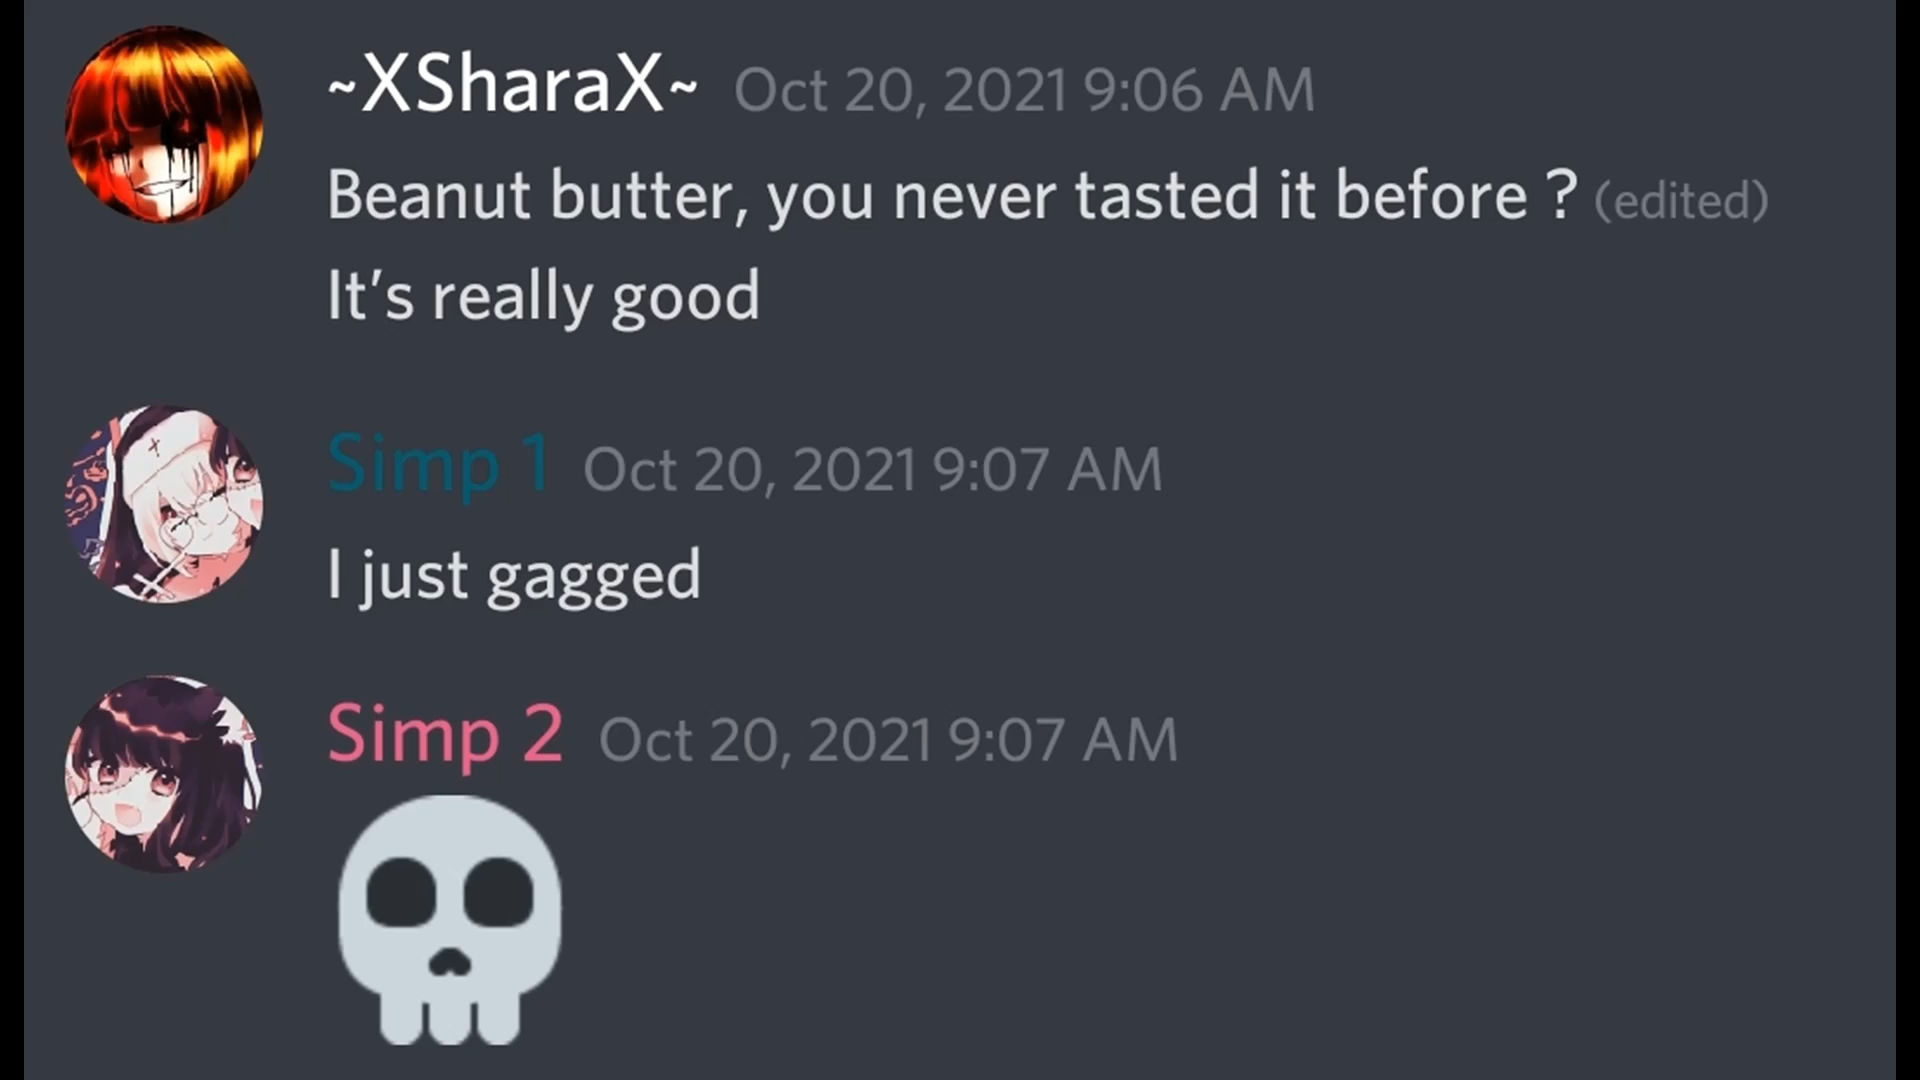 ~XSharaX~ Oct 20, 2021 9:06 AM
Beanut butter, you never tasted it before ? (edited)
It’s really good
Simp 1 Oct 20, 2021 9:07 AM
I just gagged
Simp 2 Oct 20, 2021 9:07 AM